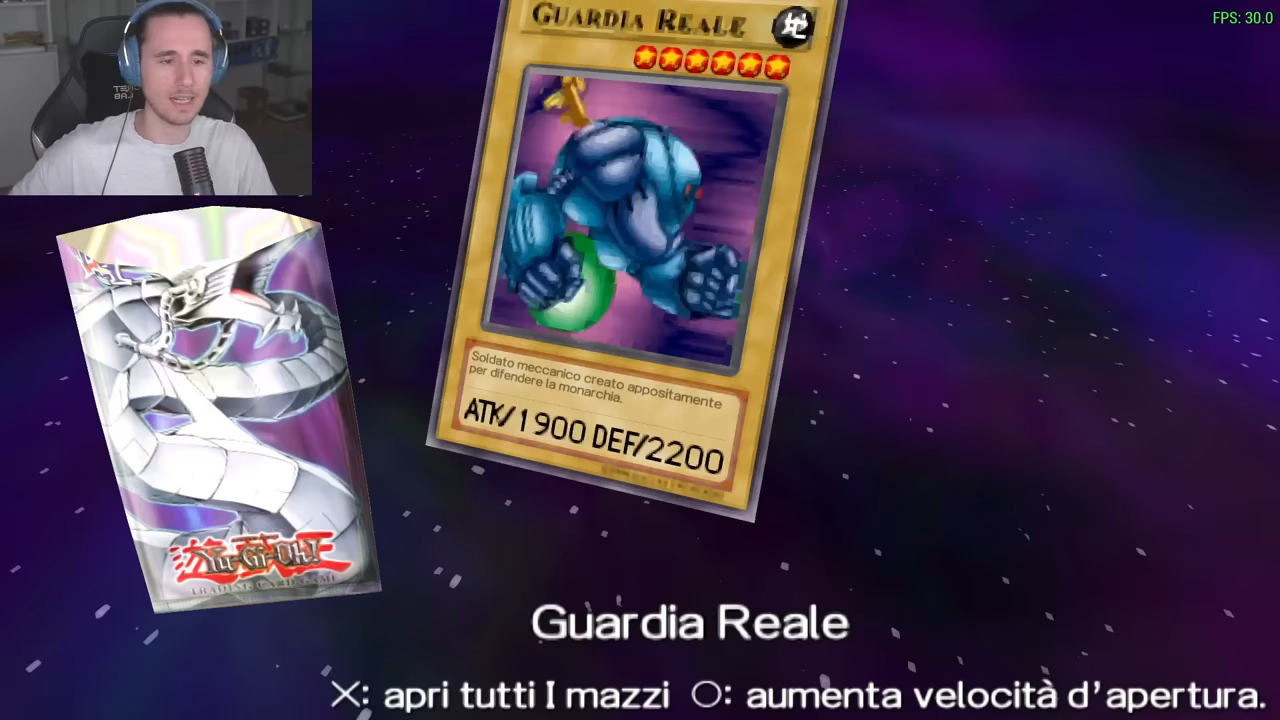 FPS: 30.0
GUARDIA REALE
Soldato meccanico creato appositamente
per difendere la monarchia.
ATK/1900 DEF/2200
Yu-Gi-Oh!
TRADING CARD GAME
Guardia Reale
X: apri tutti I mazzi O: aumenta velocità d'apertura.